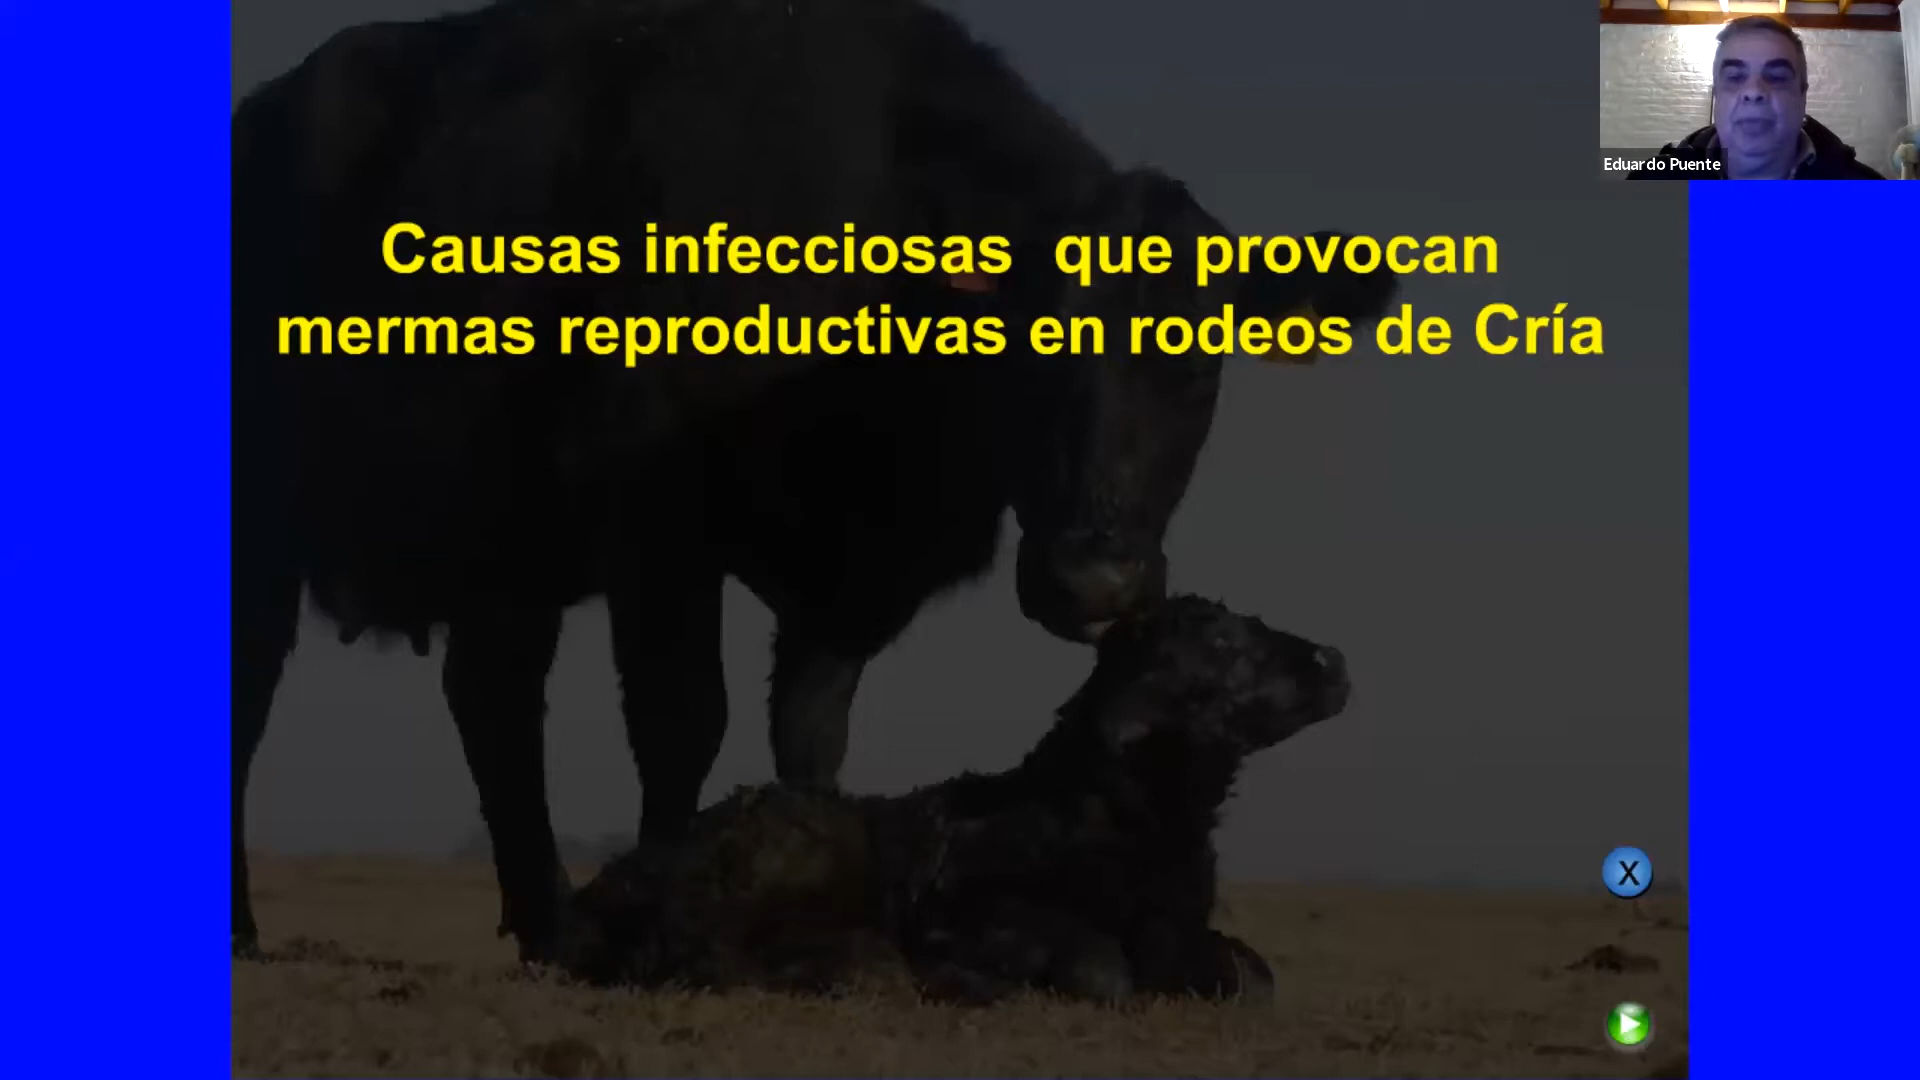 Causas infecciosas que provocan
mermas reproductivas en rodeos de Cría
Eduardo Puente
X